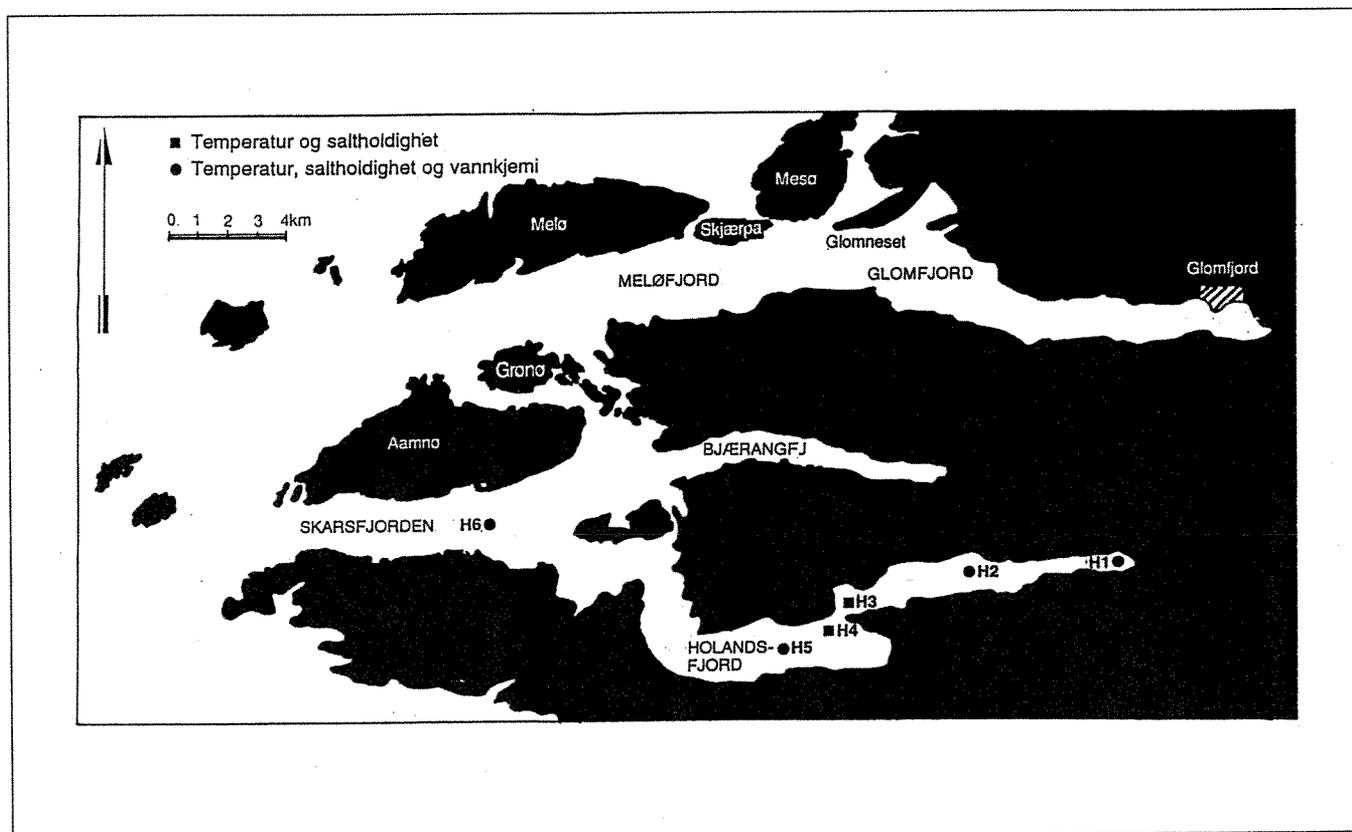 ■ Temperatur og saltholdighet
● Temperatur, saltholdighet og vannkjemi
0. 1 2 3 4km
Mesø
Melø
Skjærpa
Glomneset
Glomfjord
MELØFJORD
GLOMFJORD
Grønø
Aamnø
BJÆRANGFJ
SKARSFJORDEN
H6
H1
H2
H3
H4
H5
HOLANDS-
FJORD